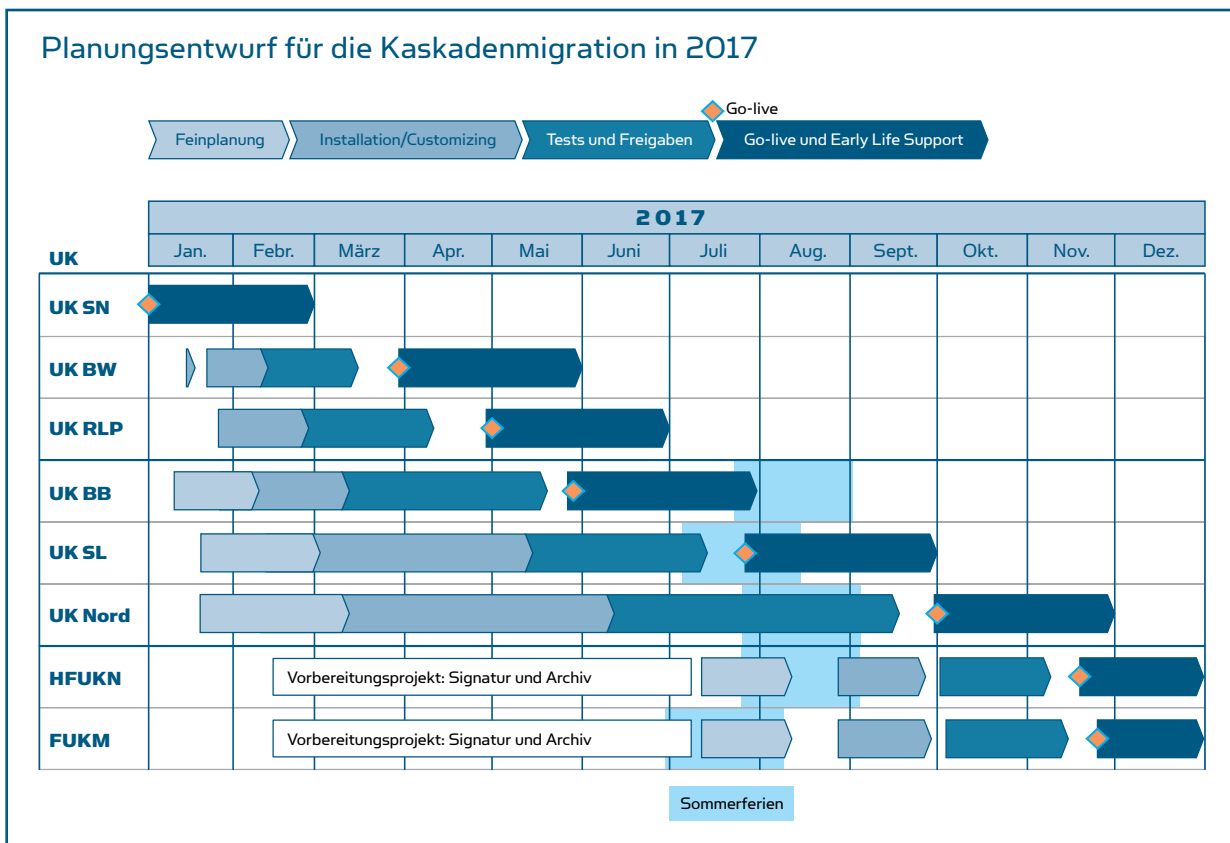 Planungsentwurf für die Kaskadenmigration in 2017
Go-live
Feinplanung
Installation/Customizing
Tests und Freigaben
Go-live und Early Life Support
2017
UK
Jan.
Febr.
März
Apr.
Mai
Juni
Juli
Aug.
Sept.
Okt.
Nov.
Dez.
UK SN
UK BW
UK RLP
UK BB
UK SL
UK Nord
HFUKN
Vorbereitungsprojekt: Signatur und Archiv
FUKM
Vorbereitungsprojekt: Signatur und Archiv
Sommerferien